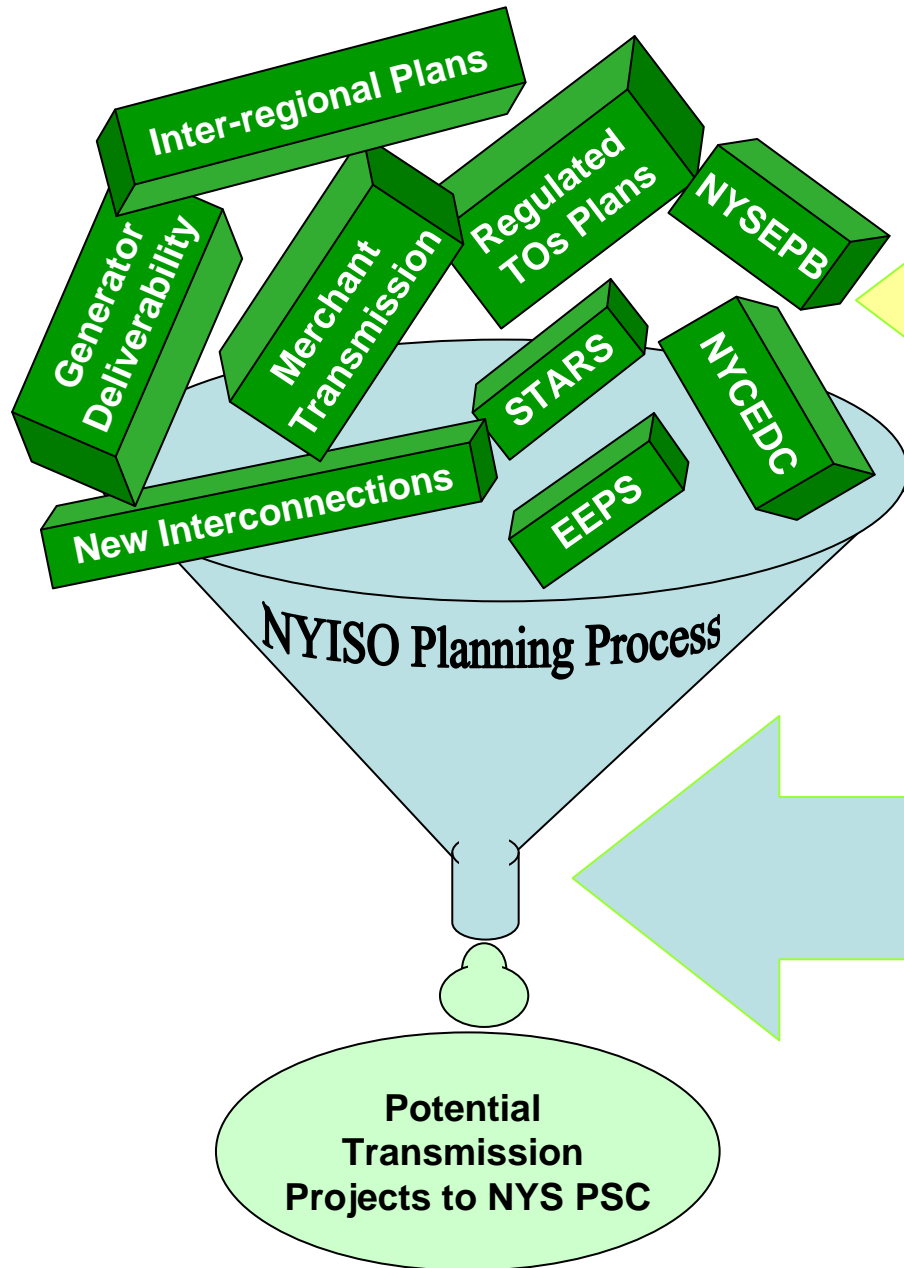 Inter-regional Plans
Regulated
TOs Plans
NYSEPB
Generator
Deliverability
Merchant
Transmission
STARS
NYCEDC
New Interconnections
EEPS
NYISO Planning Process
Potential
Transmission
Projects to NYS PSC